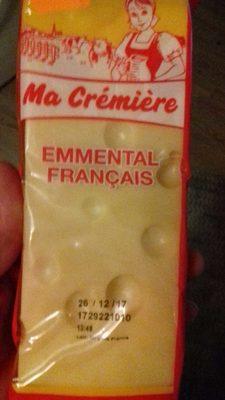 Ma Crémière
EMMENTAL
FRANÇAIS
26 / 12 / 17
1729221010
13:48